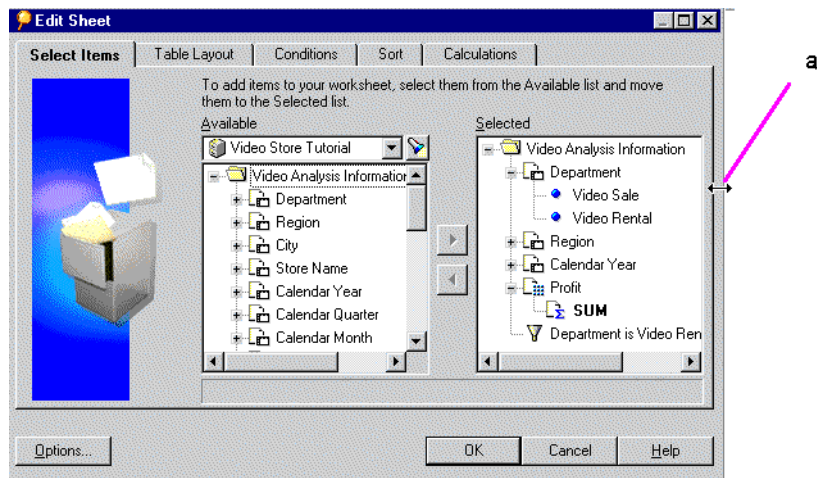 Edit Sheet
Select Items Table Layout Conditions Sort Calculations
a
To add items to your worksheet, select them from the Available list and move
them to the Selected list.
Available
Selected
Video Store Tutorial
Video Analysis Information
Department
Region
City
Store Name
Calendar Year
Calendar Quarter
Calendar Month
Video Analysis Information
Department
Video Sale
Video Rental
Region
Calendar Year
Profit
Σ SUM
Department is Video Ren
Options... OK Cancel Help